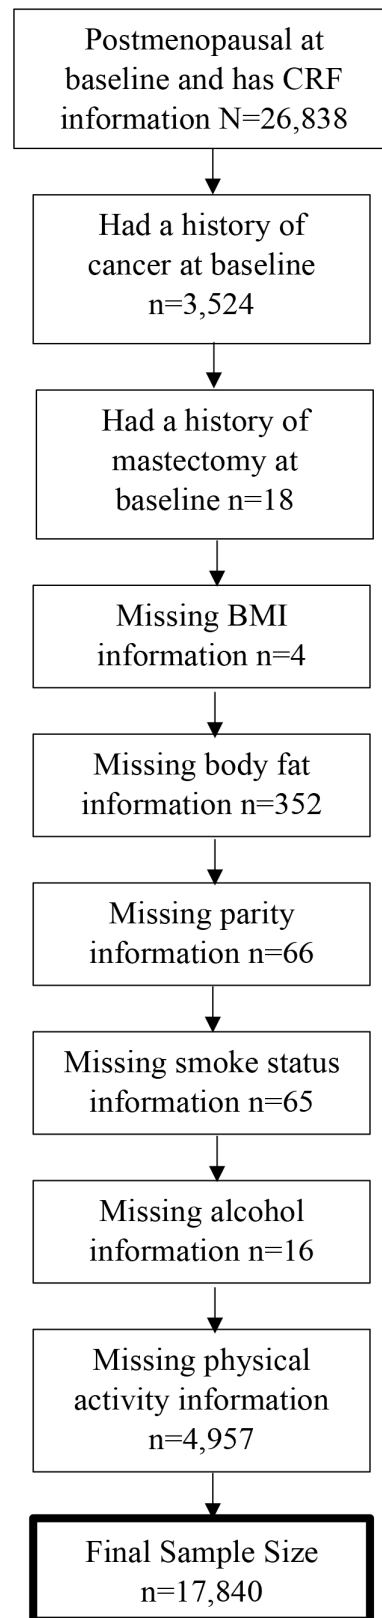 Postmenopausal at
baseline and has CRF
information N=26,838
Had a history of
cancer at baseline
n=3,524
Had a history of
mastectomy at
baseline n=18
Missing BMI
information n=4
Missing body fat
information n=352
Missing parity
information n=66
Missing smoke status
information n=65
Missing alcohol
information n=16
Missing physical
activity information
n=4,957
Final Sample Size
n=17,840